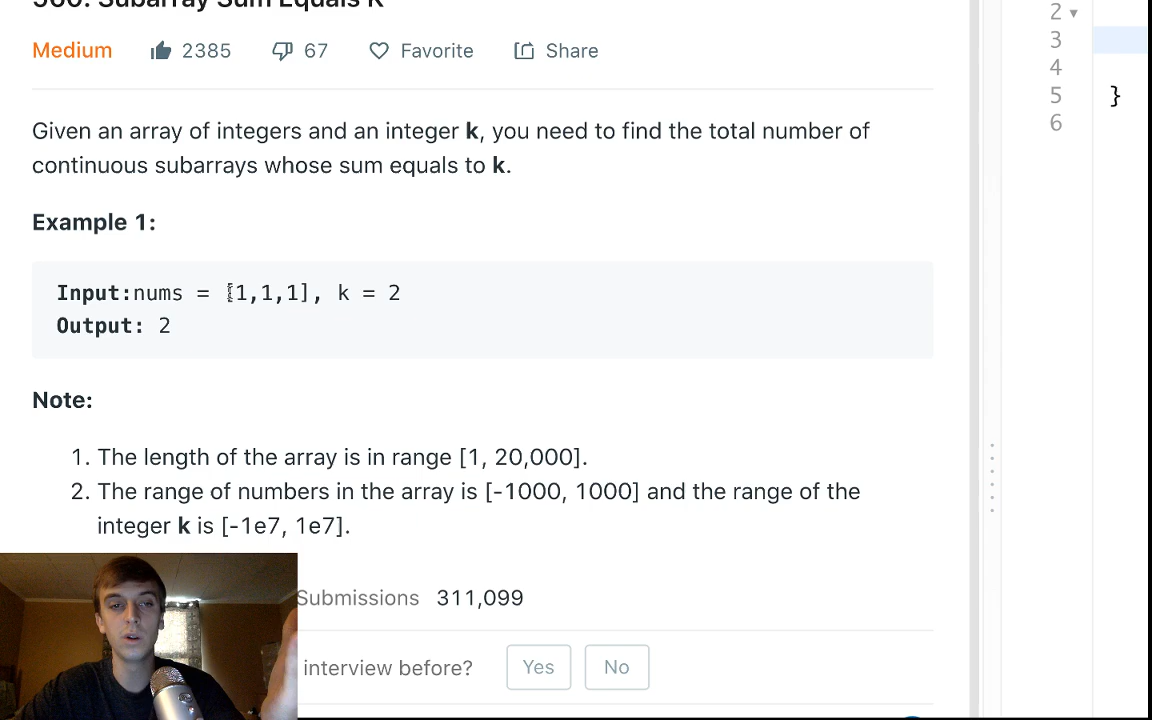 560. Subarray Sum Equals K
Medium 2385 67 Favorite Share
Given an array of integers and an integer k, you need to find the total number of
continuous subarrays whose sum equals to k.
Example 1:
Input:nums = [1,1,1], k = 2
Output: 2
Note:
1. The length of the array is in range [1, 20,000].
2. The range of numbers in the array is [-1000, 1000] and the range of the
integer k is [-1e7, 1e7].
Submissions 311,099
interview before? Yes No
2
3
4
5 }
6